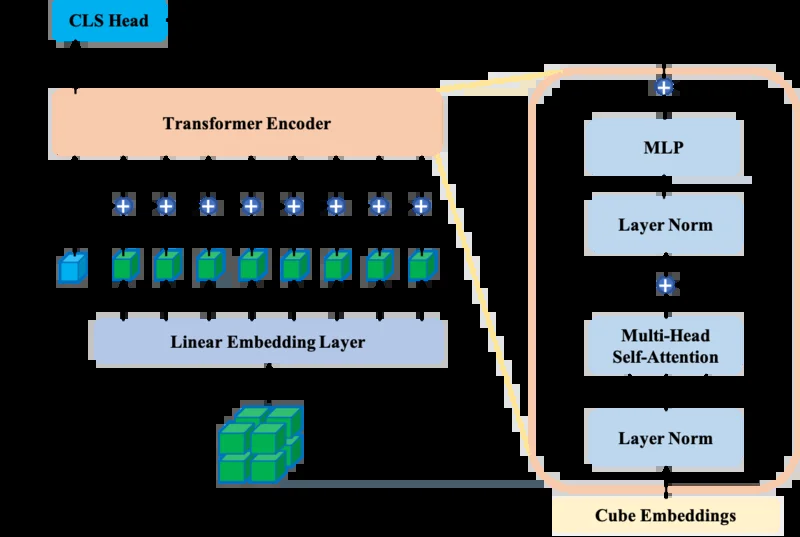 CLS Head
Transformer Encoder
Linear Embedding Layer
MLP
Layer Norm
Multi-Head
Self-Attention
Layer Norm
Cube Embeddings